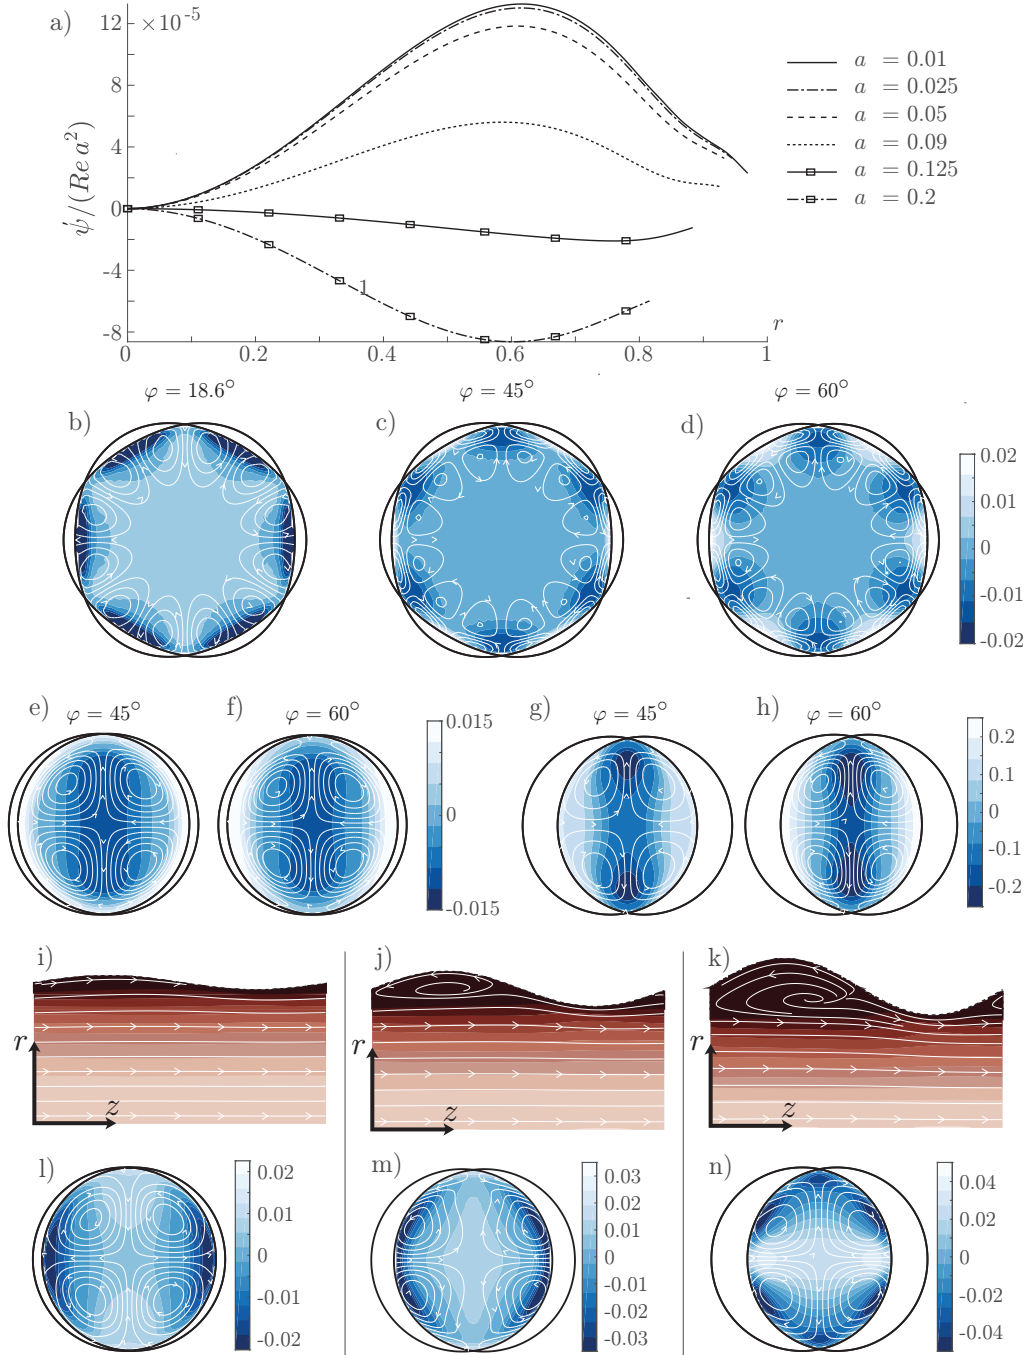 a)
×10⁻⁵
12
8
4
0
-4
-8
ψ̇/(Re a²)
1
0 0.2 0.4 0.6 0.8 1
r
a = 0.01
a = 0.025
a = 0.05
a = 0.09
a = 0.125
a = 0.2
φ = 18.6° φ = 45° φ = 60°
b) c) d)
0.02
0.01
0
-0.01
-0.02
e) φ = 45° f) φ = 60° g) φ = 45° h) φ = 60°
0.015
0
-0.015
0.2
0.1
0
-0.1
-0.2
i) j) k)
r z r z r z
l) m) n)
0.02
0.01
0
-0.01
-0.02
0.03
0.02
0.01
0
-0.01
-0.02
-0.03
0.04
0.02
0
-0.02
-0.04